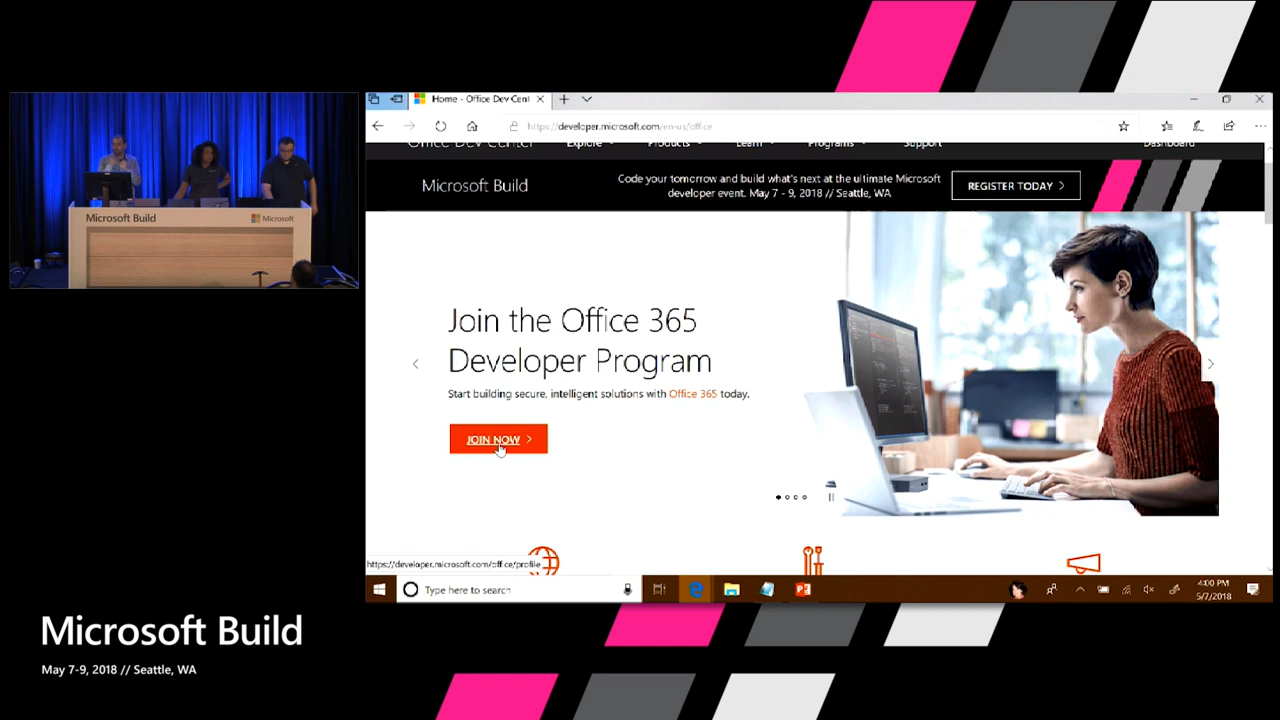 Home - Office Dev Cent
https://developer.microsoft.com/en-us/office
Office Dev Center Explore Products Learn Programs Support Dashboard
Microsoft Build
Code your tomorrow and build what's next at the ultimate Microsoft
developer event. May 7 - 9, 2018 // Seattle, WA
REGISTER TODAY
Microsoft Build
Microsoft
Join the Office 365
Developer Program
Start building secure, intelligent solutions with Office 365 today.
JOIN NOW
https://developer.microsoft.com/office/profile
Type here to search
4:00 PM
5/7/2018
Microsoft Build
May 7-9, 2018 // Seattle, WA